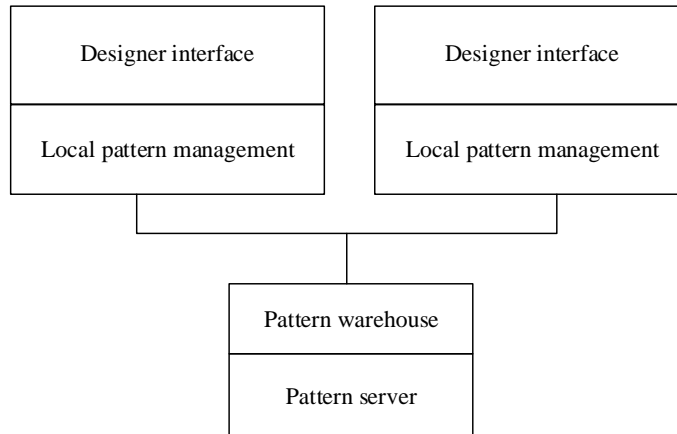 Designer interface
Designer interface
Local pattern management
Local pattern management
Pattern warehouse
Pattern server